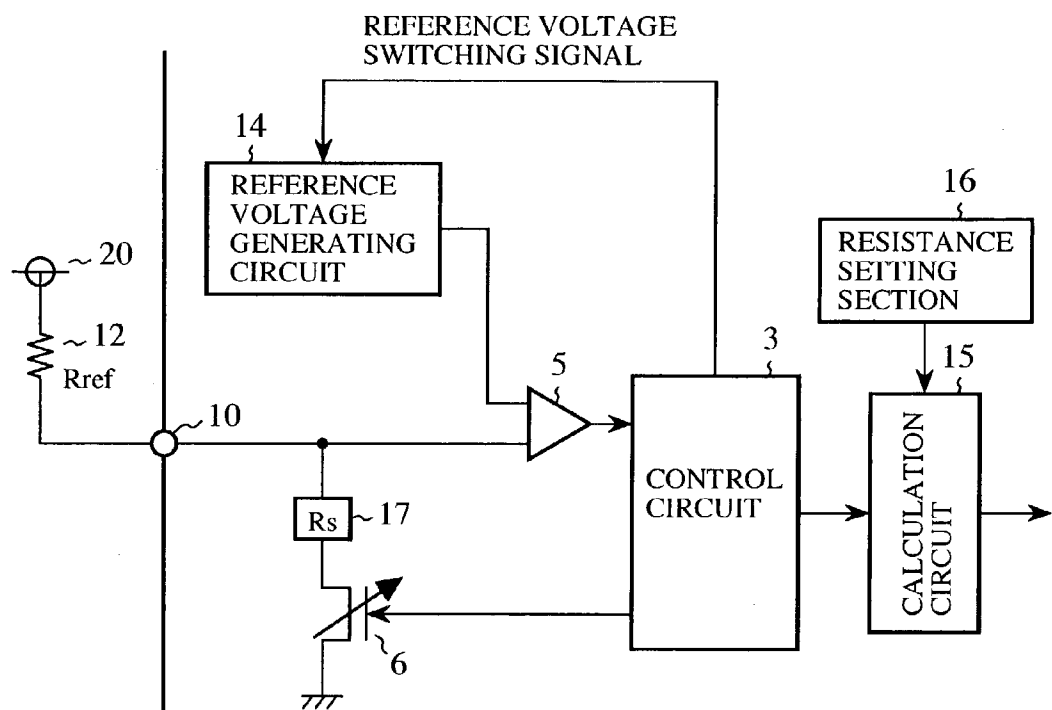 REFERENCE VOLTAGE
SWITCHING SIGNAL
14
REFERENCE
VOLTAGE
GENERATING
CIRCUIT
16
RESISTANCE
SETTING
SECTION
20
12
Rref
10
5
3
CONTROL
CIRCUIT
15
CALCULATION
CIRCUIT
Rs
17
6